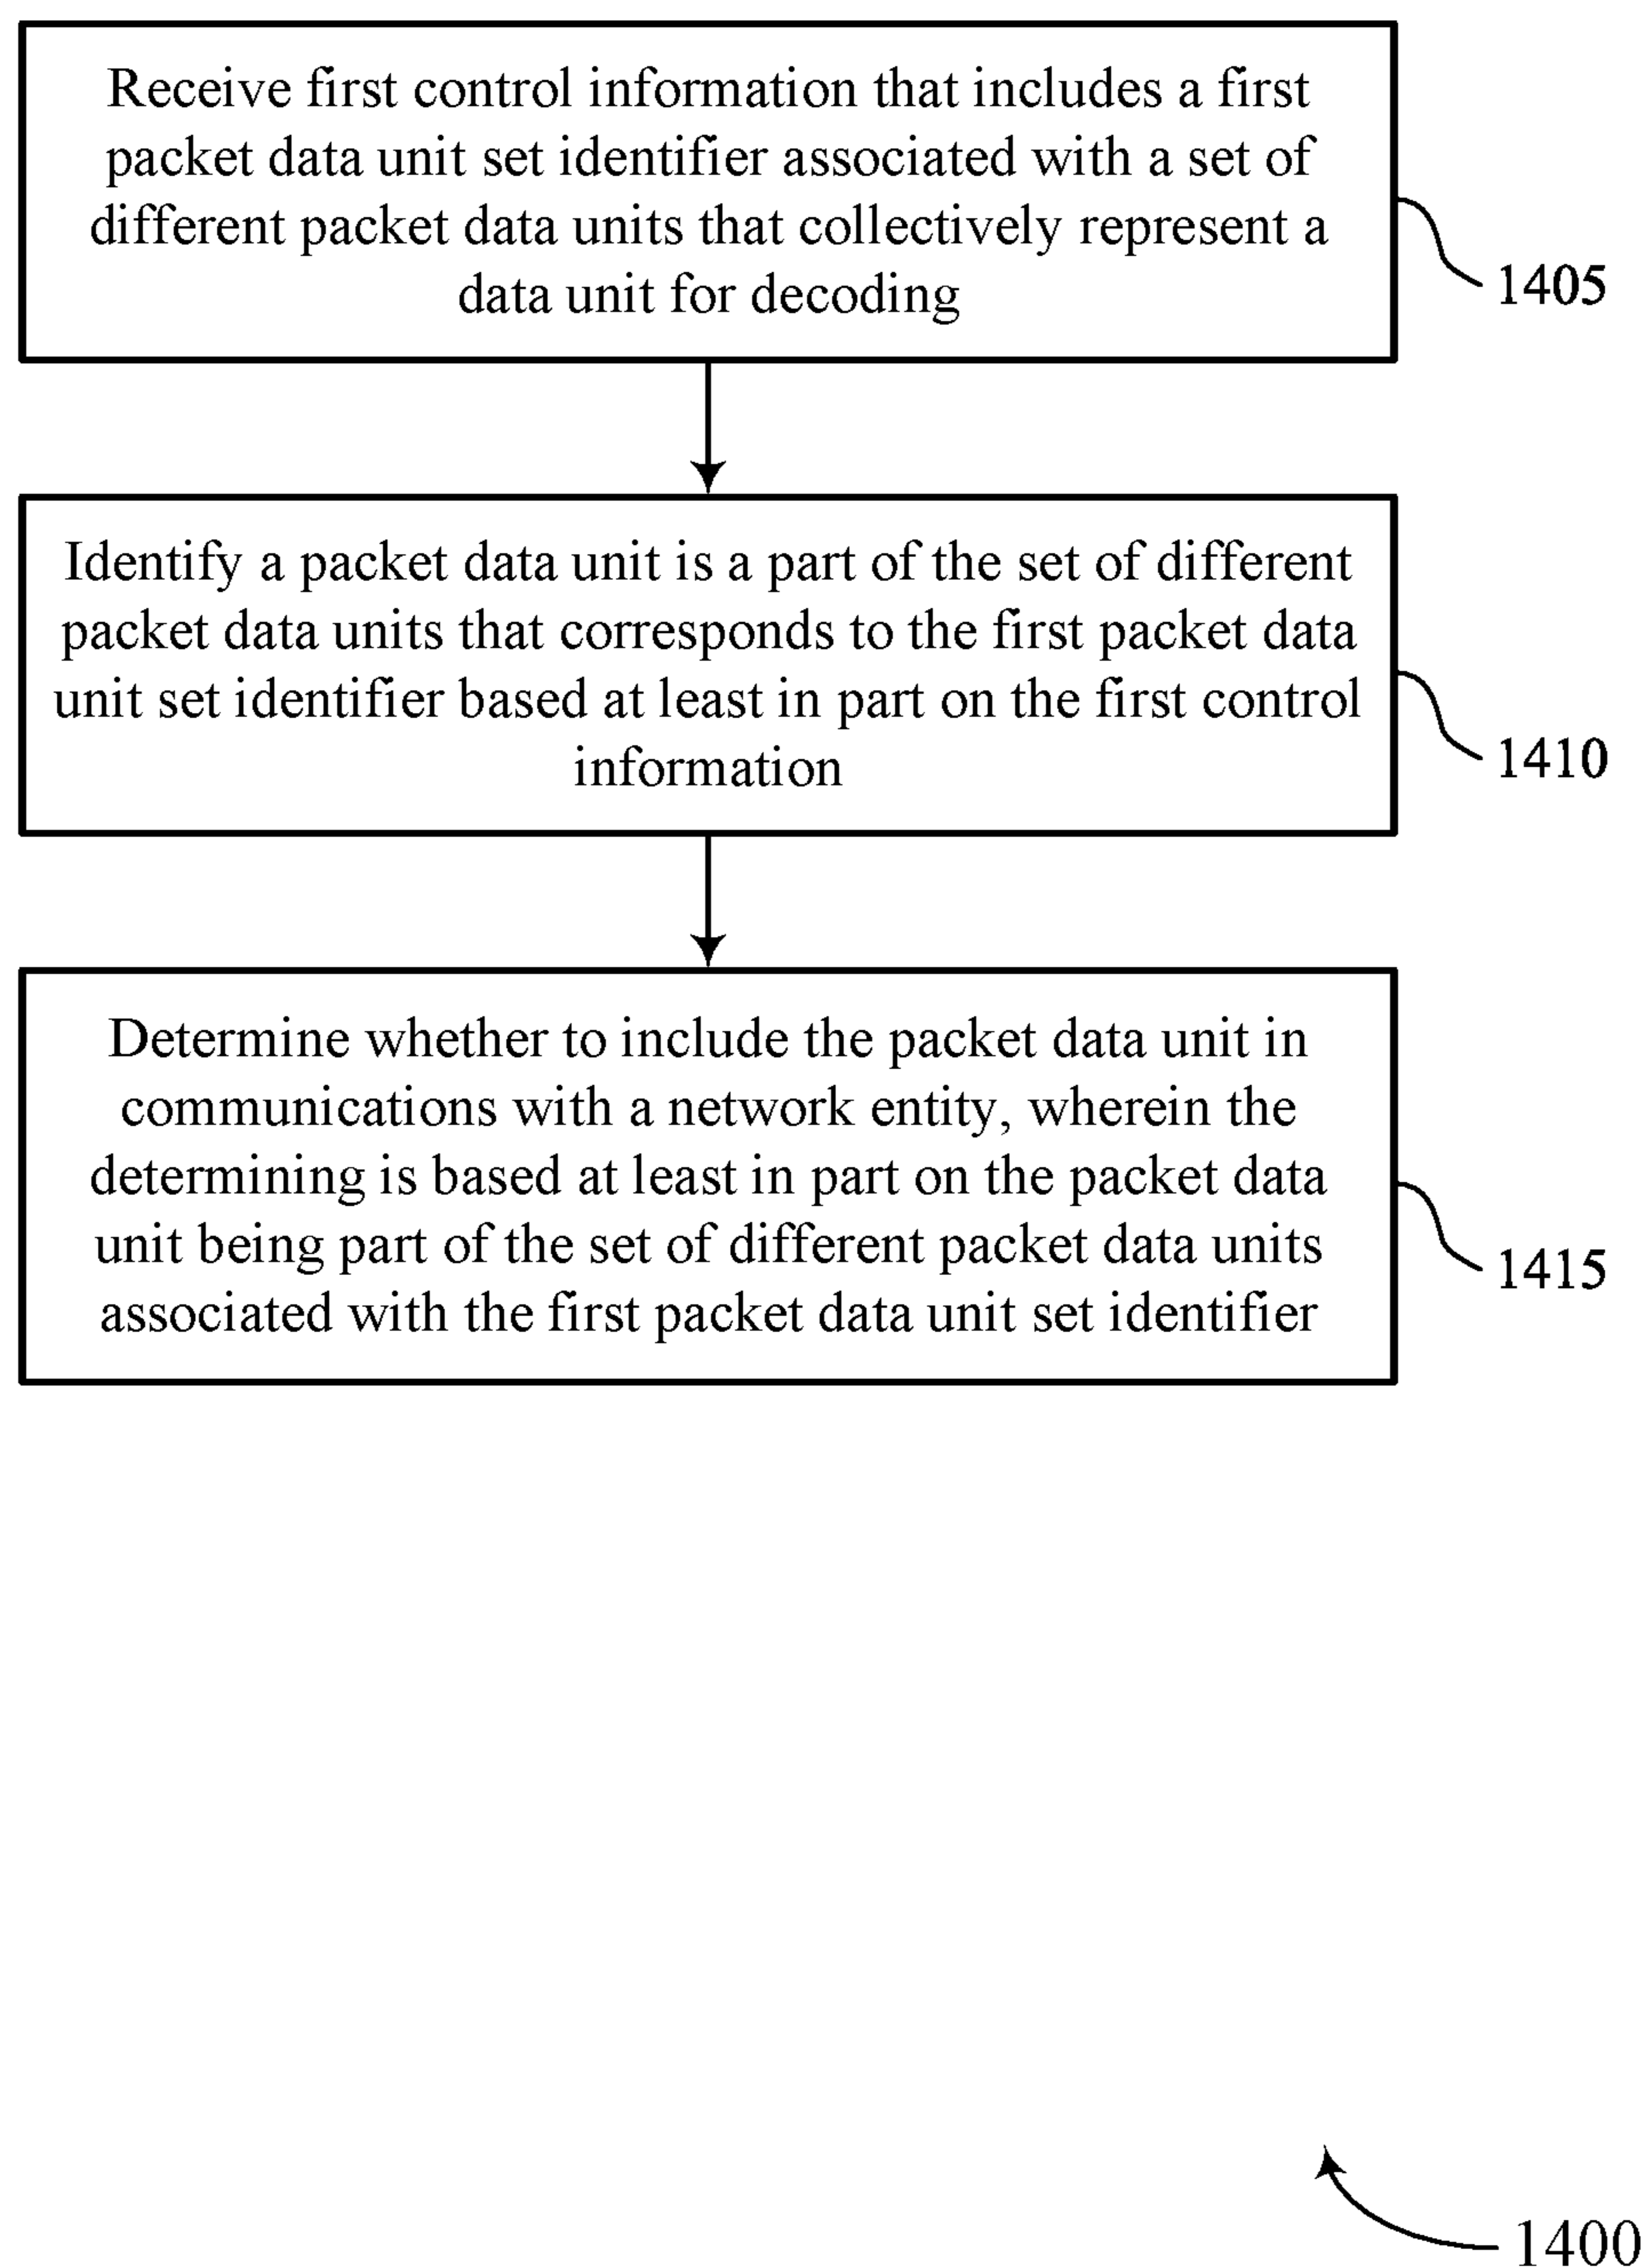 Receive first control information that includes a first
packet data unit set identifier associated with a set of
different packet data units that collectively represent a
data unit for decoding
1405
Identify a packet data unit is a part of the set of different
packet data units that corresponds to the first packet data
unit set identifier based at least in part on the first control
information
1410
Determine whether to include the packet data unit in
communications with a network entity, wherein the
determining is based at least in part on the packet data
unit being part of the set of different packet data units
associated with the first packet data unit set identifier
1415
1400